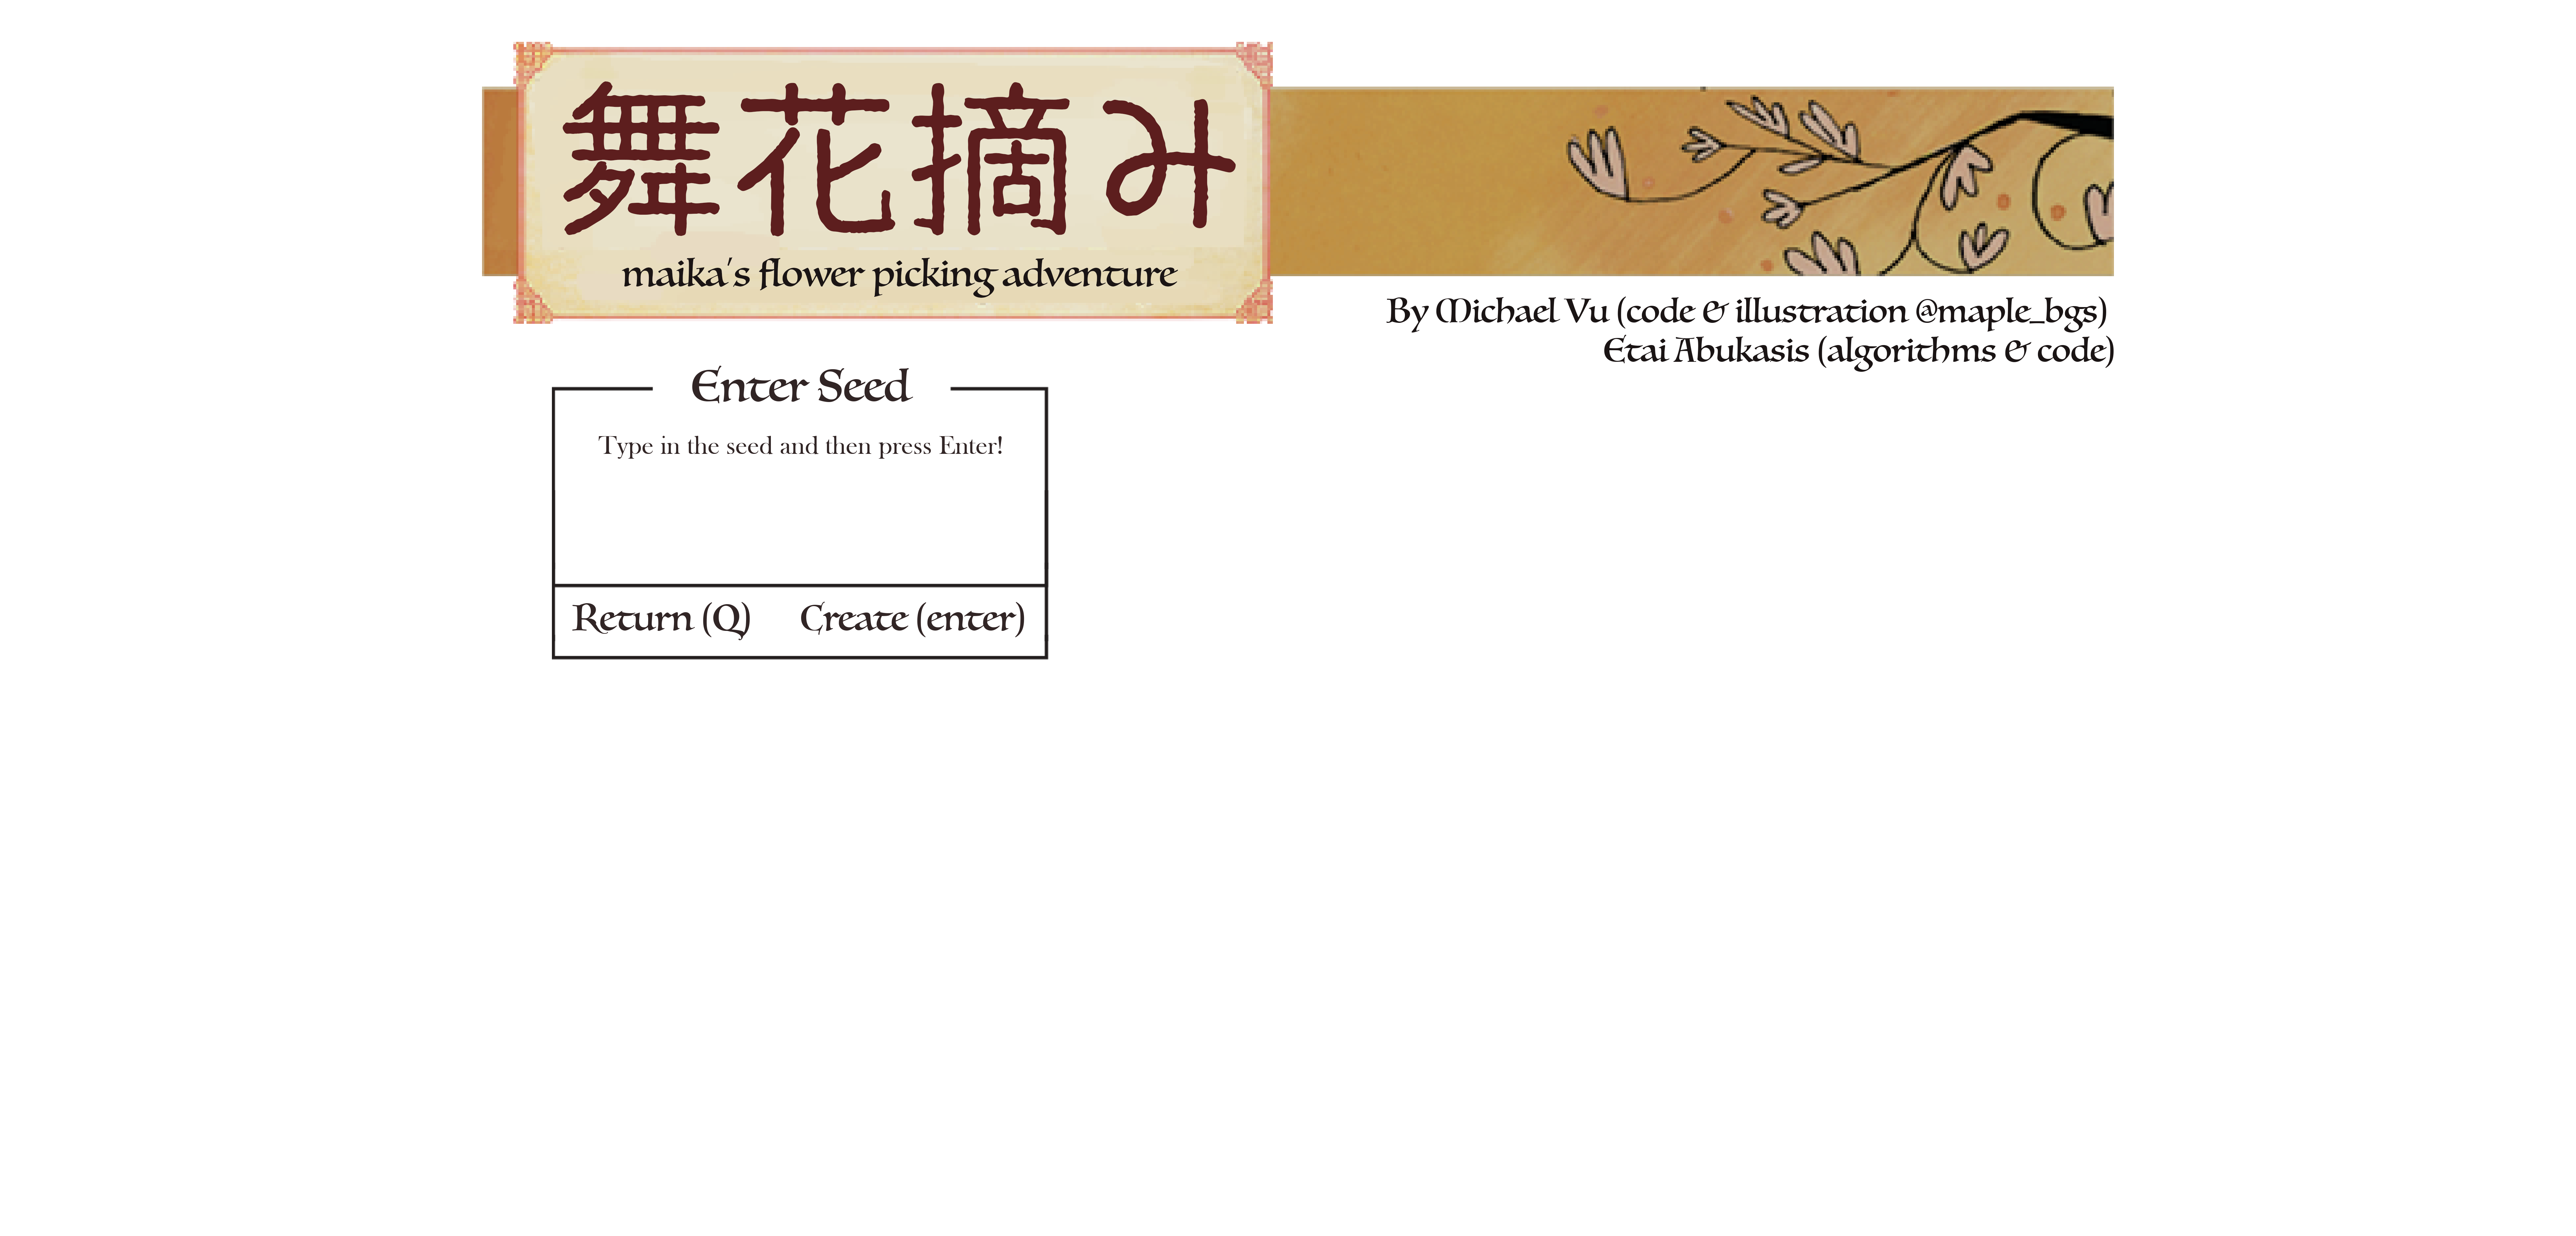 舞花摘み
maika's flower picking adventure
By Michael Vu (code & illustration @maple_bgs)
Etai Abukasis (algorithms & code)
Enter Seed
Type in the seed and then press Enter!
Return (Q) Create (enter)